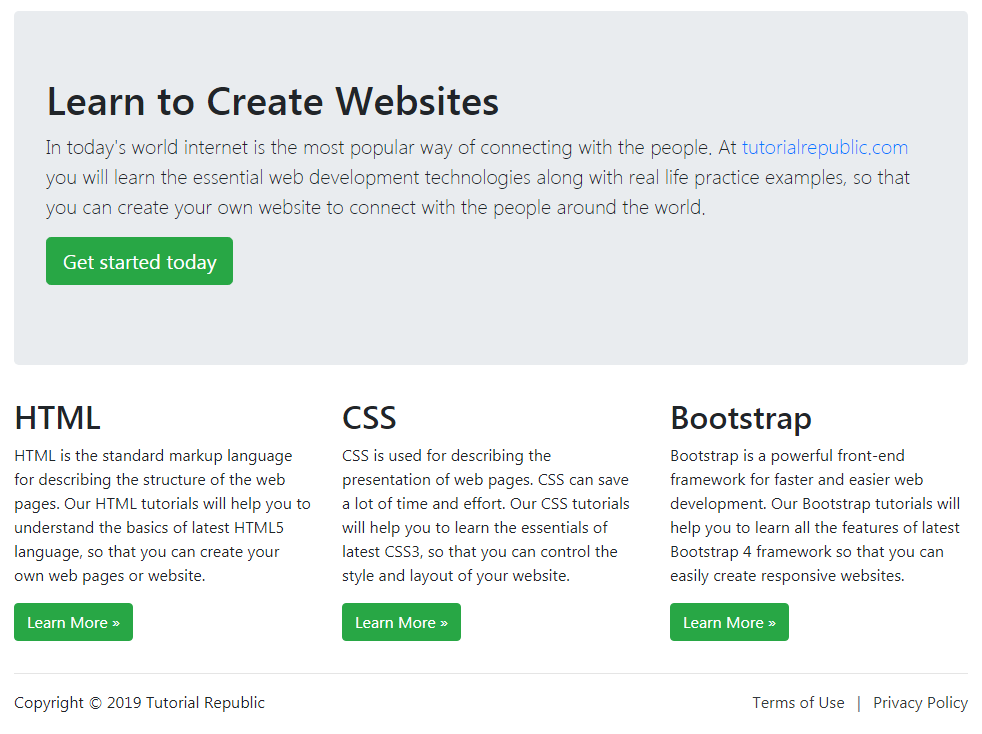 Learn to Create Websites
In today's world internet is the most popular way of connecting with the people. At tutorialrepublic.com
you will learn the essential web development technologies along with real life practice examples, so that
you can create your own website to connect with the people around the world.
Get started today
HTML
HTML is the standard markup language
for describing the structure of the web
pages. Our HTML tutorials will help you to
understand the basics of latest HTML5
language, so that you can create your
own web pages or website.
Learn More »
CSS
CSS is used for describing the
presentation of web pages. CSS can save
a lot of time and effort. Our CSS tutorials
will help you to learn the essentials of
latest CSS3, so that you can control the
style and layout of your website.
Learn More »
Bootstrap
Bootstrap is a powerful front-end
framework for faster and easier web
development. Our Bootstrap tutorials will
help you to learn all the features of latest
Bootstrap 4 framework so that you can
easily create responsive websites.
Learn More »
Copyright © 2019 Tutorial Republic
Terms of Use | Privacy Policy